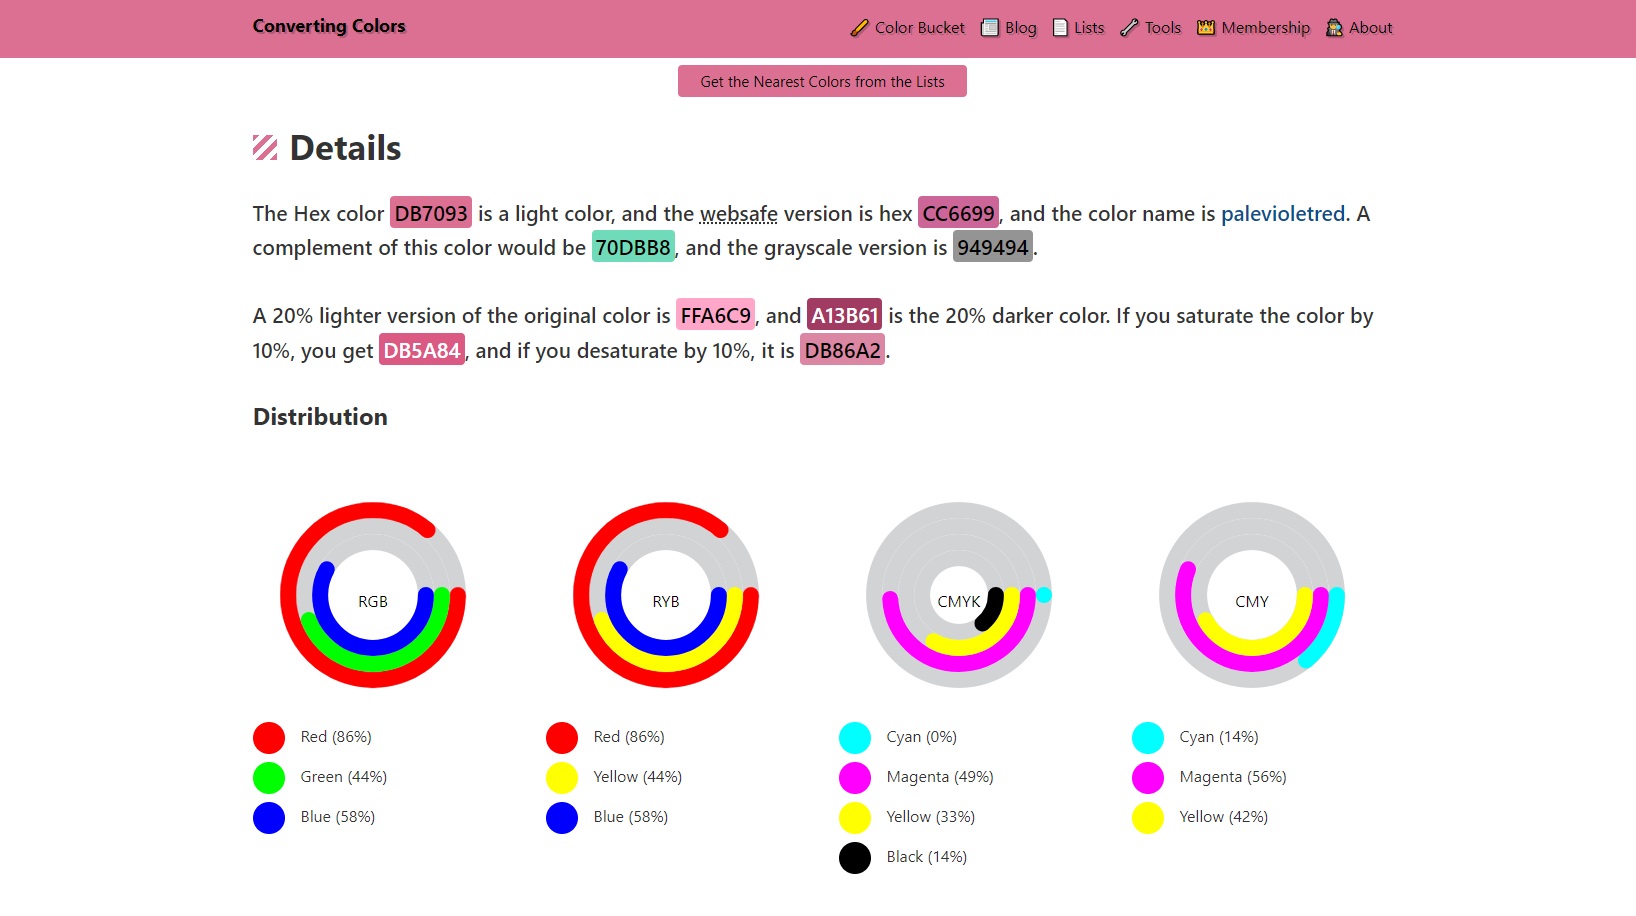 Converting Colors
Color Bucket Blog Lists Tools Membership About
Get the Nearest Colors from the Lists
Details
The Hex color DB7093 is a light color, and the websafe version is hex CC6699, and the color name is palevioletred. A
complement of this color would be 70DBB8, and the grayscale version is 949494.
A 20% lighter version of the original color is FFA6C9, and A13B61 is the 20% darker color. If you saturate the color by
10%, you get DB5A84, and if you desaturate by 10%, it is DB86A2.
Distribution
RGB
Red (86%)
Green (44%)
Blue (58%)
RYB
Red (86%)
Yellow (44%)
Blue (58%)
CMYK
Cyan (0%)
Magenta (49%)
Yellow (33%)
Black (14%)
CMY
Cyan (14%)
Magenta (56%)
Yellow (42%)